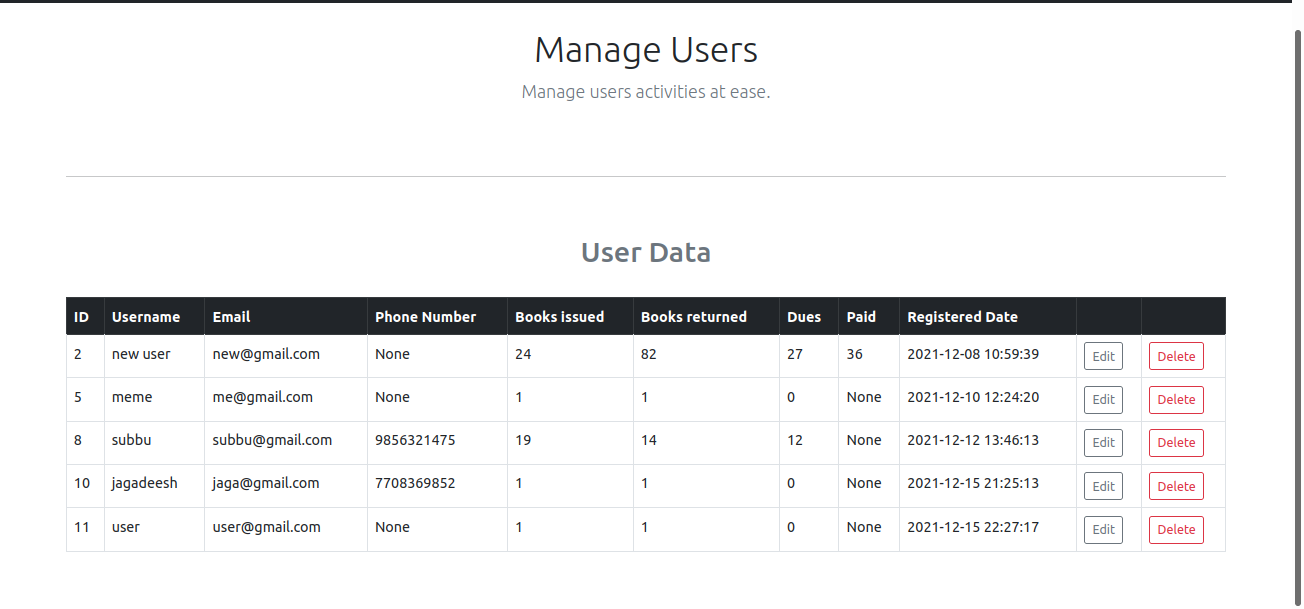 Manage Users
Manage users activities at ease.
User Data
ID Username Email Phone Number Books issued Books returned Dues Paid Registered Date
2 new user new@gmail.com None 24 82 27 36 2021-12-08 10:59:39 Edit Delete
5 meme me@gmail.com None 1 1 0 None 2021-12-10 12:24:20 Edit Delete
8 subbu subbu@gmail.com 9856321475 19 14 12 None 2021-12-12 13:46:13 Edit Delete
10 jagadeesh jaga@gmail.com 7708369852 1 1 0 None 2021-12-15 21:25:13 Edit Delete
11 user user@gmail.com None 1 1 0 None 2021-12-15 22:27:17 Edit Delete